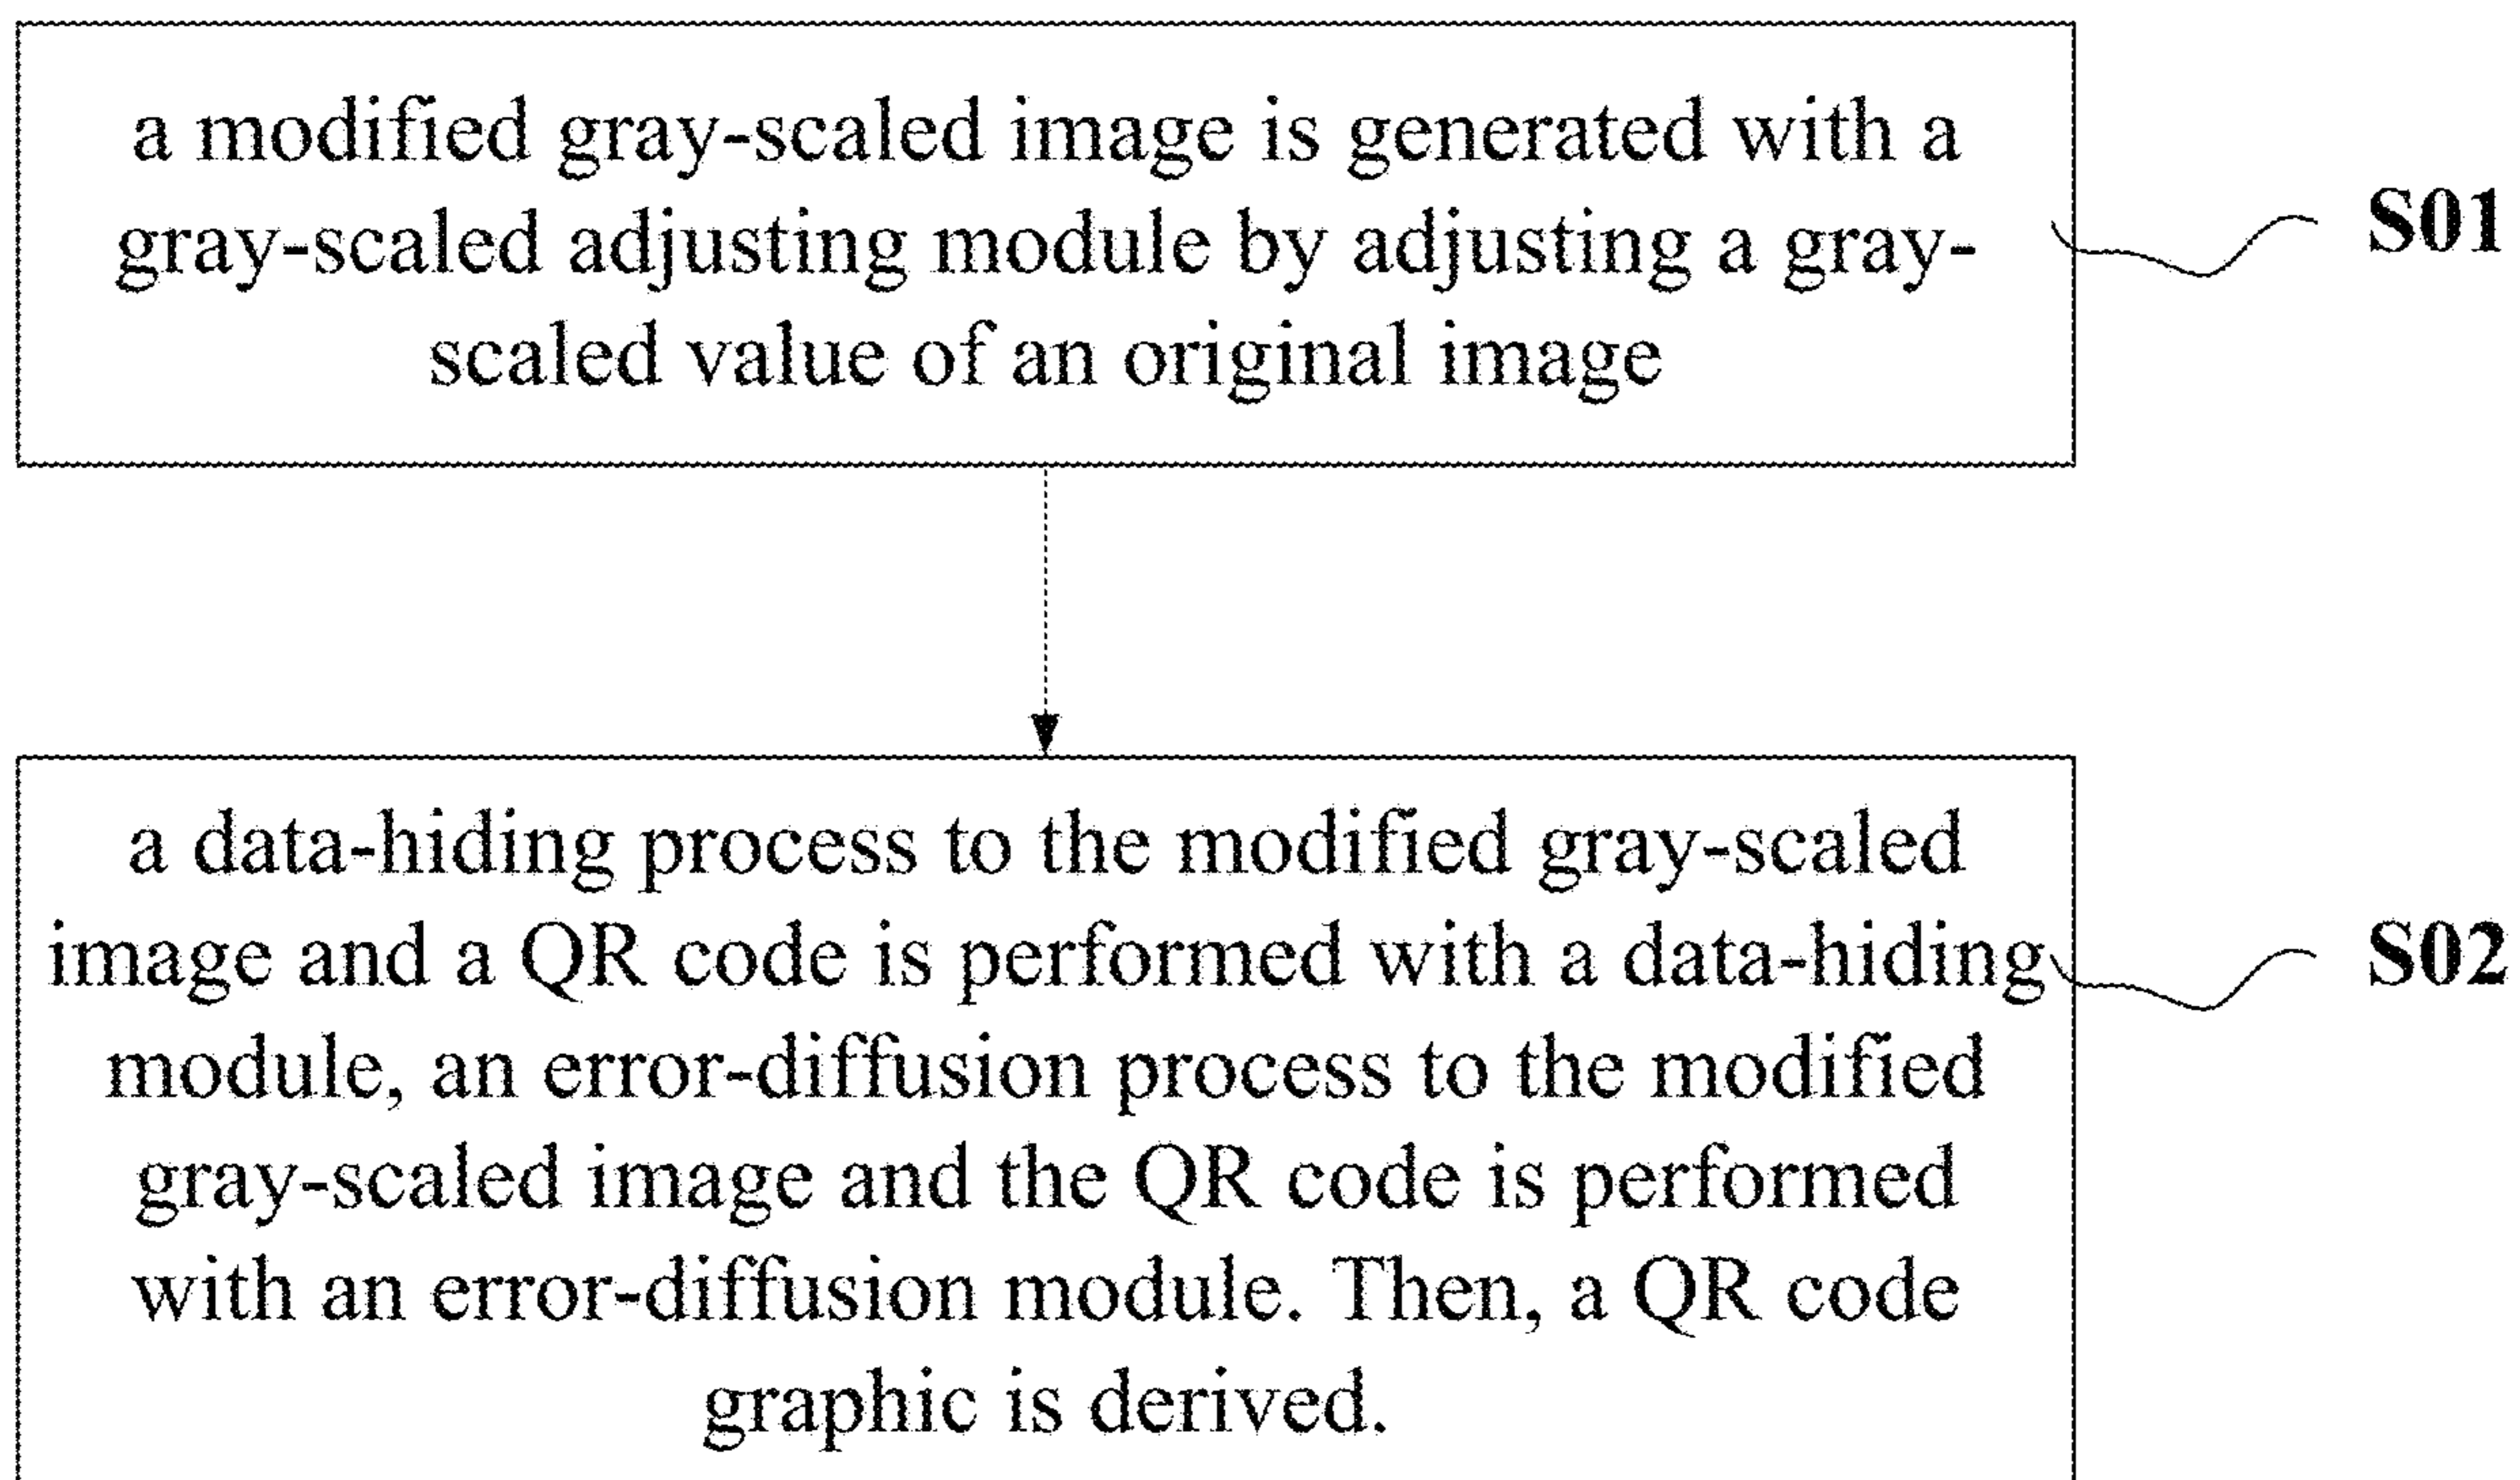 a modified gray-scaled image is generated with a
gray-scaled adjusting module by adjusting a gray-
scaled value of an original image
S01
a data-hiding process to the modified gray-scaled
image and a QR code is performed with a data-hiding
module, an error-diffusion process to the modified
gray-scaled image and the QR code is performed
with an error-diffusion module. Then, a QR code
graphic is derived.
S02